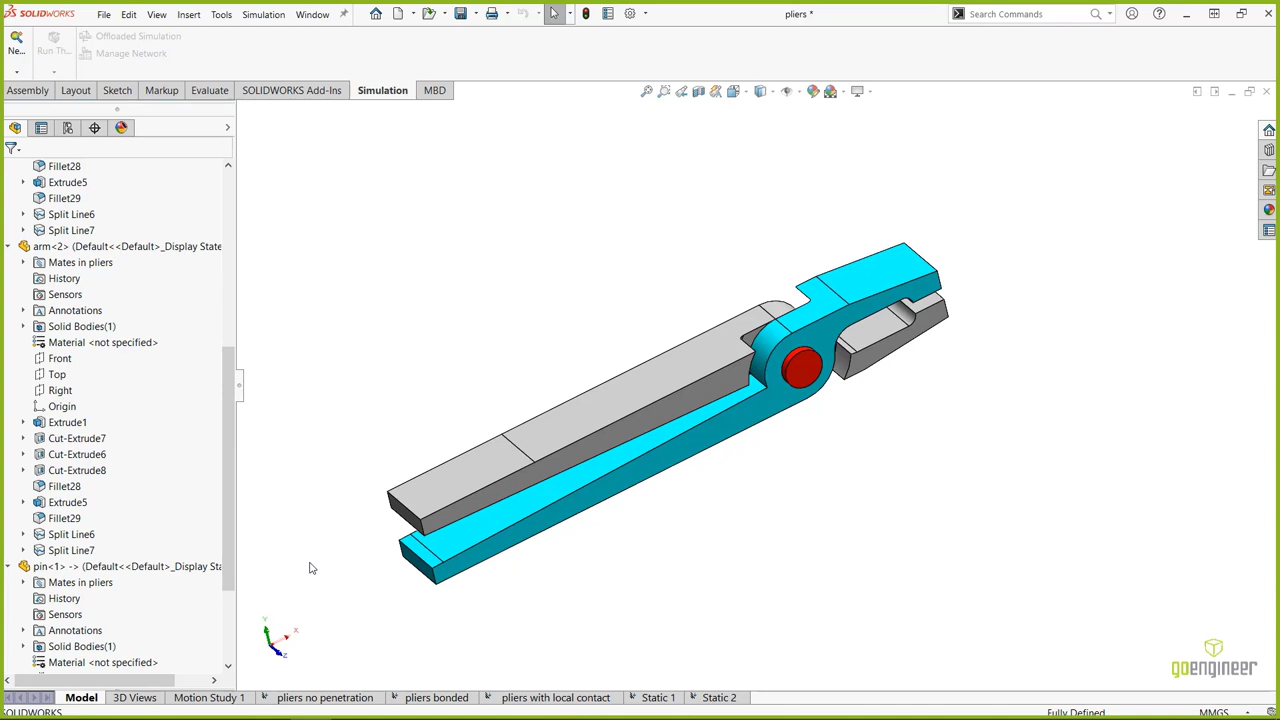 SOLIDWORKS File Edit View Insert Tools Simulation Window pliers * Search Commands
Ne... Run Th... Offloaded Simulation
Manage Network
Assembly Layout Sketch Markup Evaluate SOLIDWORKS Add-Ins Simulation MBD
Fillet28
Extrude5
Fillet29
Split Line6
Split Line7
arm<2> (Default<<Default>_Display State
Mates in pliers
History
Sensors
Annotations
Solid Bodies(1)
Material <not specified>
Front
Top
Right
Origin
Extrude1
Cut-Extrude7
Cut-Extrude6
Cut-Extrude8
Fillet28
Extrude5
Fillet29
Split Line6
Split Line7
pin<1> -> (Default<<Default>_Display Sta
Mates in pliers
History
Sensors
Annotations
Solid Bodies(1)
Material <not specified>
Y
X
Z
goengineer
Model 3D Views Motion Study 1 pliers no penetration pliers bonded pliers with local contact Static 1 Static 2
SOLIDWORKS Fully Defined MMGS